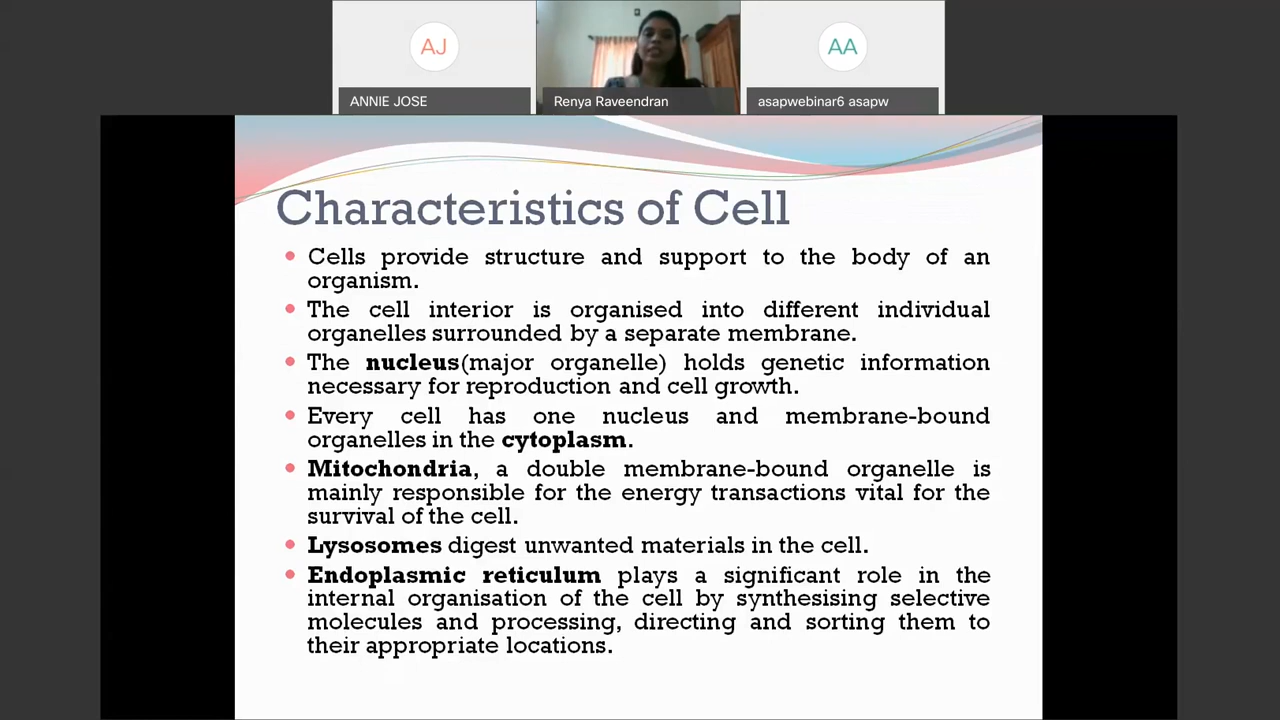 AJ
AA
ANNIE JOSE
Renya Raveendran
asapwebinar6 asapw
Characteristics of Cell
• Cells provide structure and support to the body of an
organism.
• The cell interior is organised into different individual
organelles surrounded by a separate membrane.
• The nucleus(major organelle) holds genetic information
necessary for reproduction and cell growth.
• Every cell has one nucleus and membrane-bound
organelles in the cytoplasm.
• Mitochondria, a double membrane-bound organelle is
mainly responsible for the energy transactions vital for the
survival of the cell.
• Lysosomes digest unwanted materials in the cell.
• Endoplasmic reticulum plays a significant role in the
internal organisation of the cell by synthesising selective
molecules and processing, directing and sorting them to
their appropriate locations.